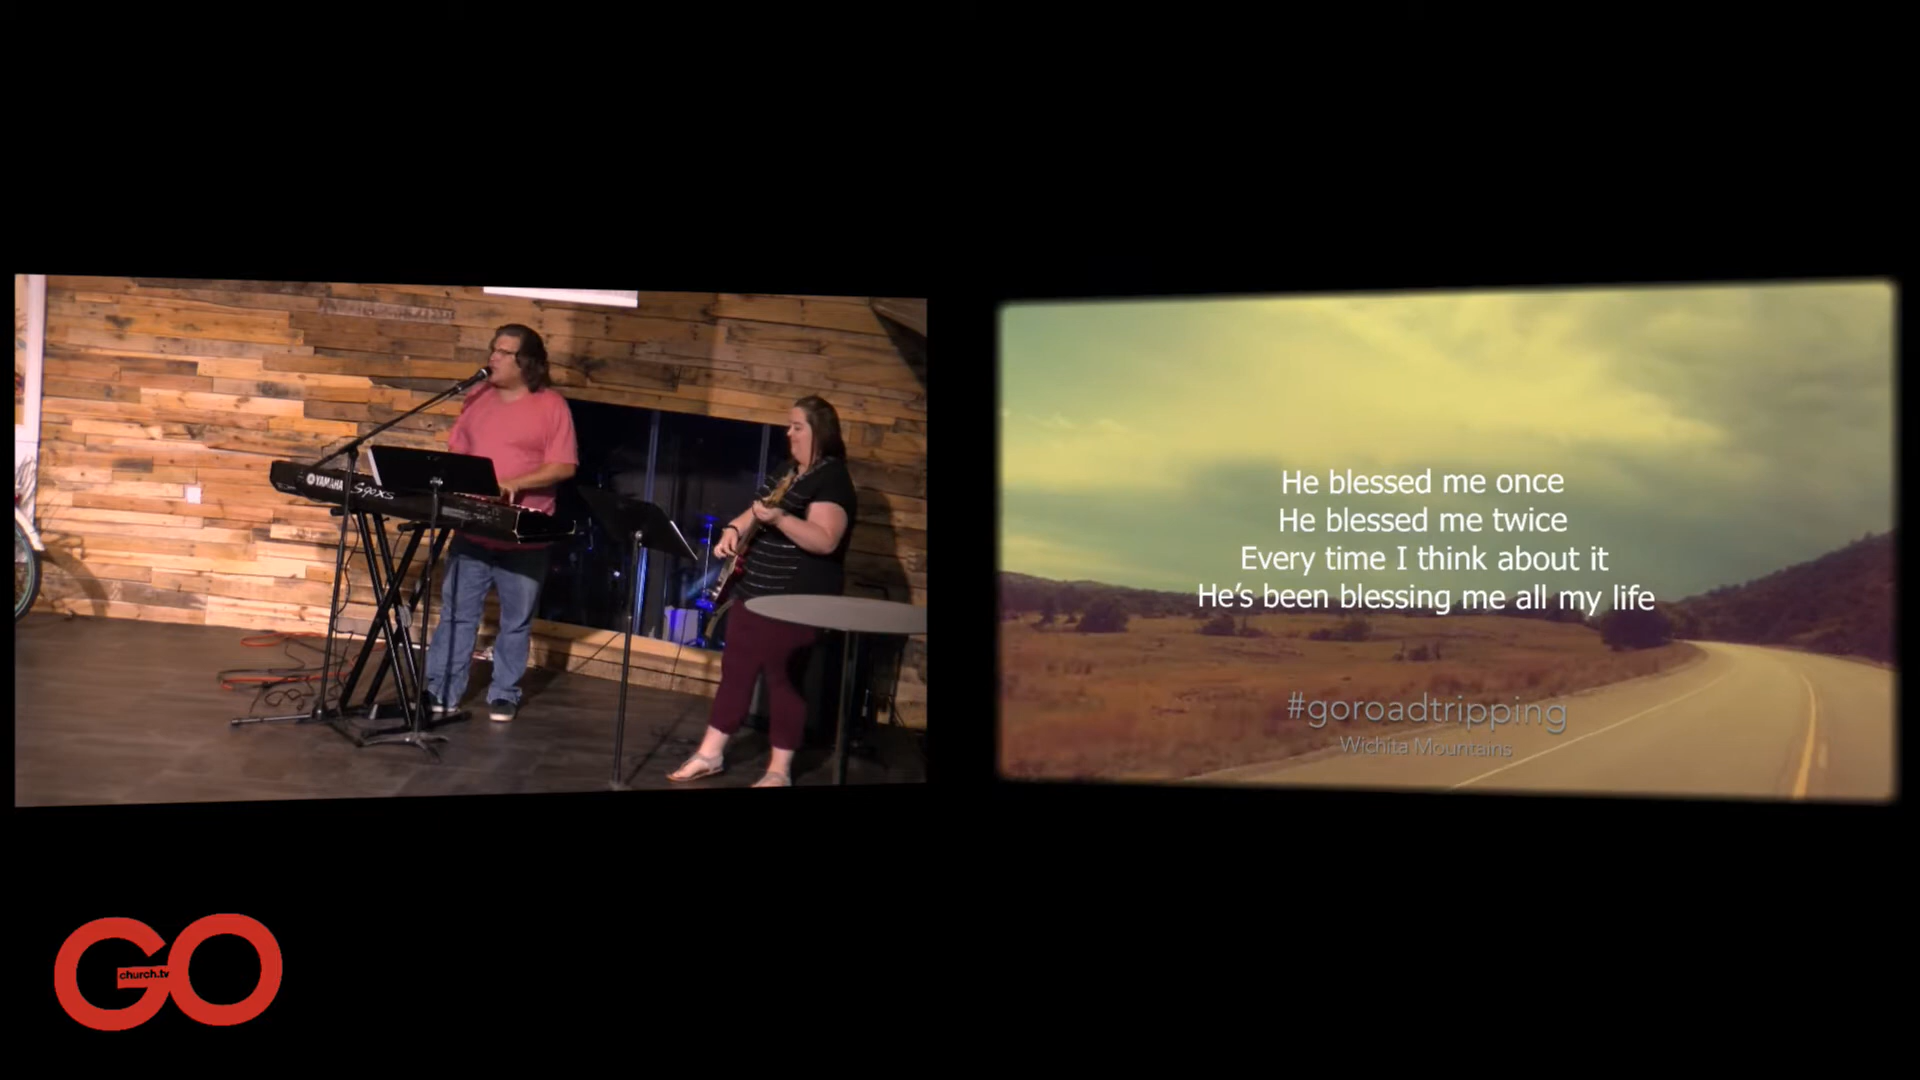 YAMAHA
S90XS
He blessed me once
He blessed me twice
Every time I think about it
He's been blessing me all my life
#goroadtripping
Wichita Mountains
GO
church.tv